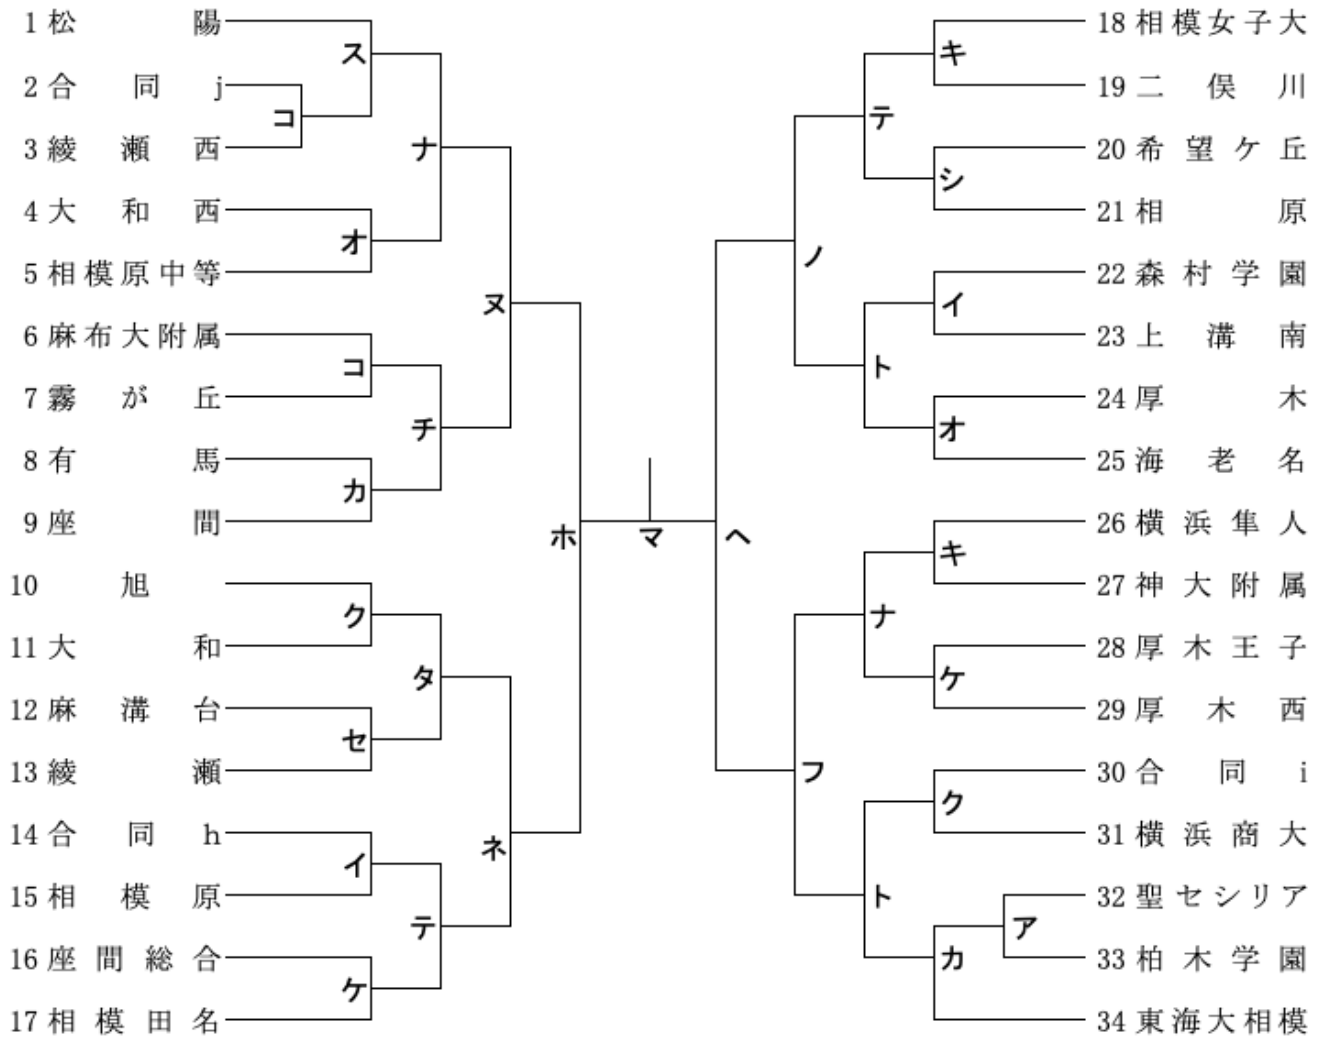 1 松陽
2 合同j
3 綾瀬西
4 大和西
5 相模原中等
6 麻布大附属
7 霧が丘
8 有馬
9 座間
10 旭
11 大和
12 麻溝台
13 綾瀬
14 合同h
15 相模原
16 座間総合
17 相模田名
ス
コ
オ
コ
カ
ク
セ
イ
ケ
ナ
チ
タ
テ
ヌ
ネ
ホ
マ
ヘ
ノ
フ
テ
ト
ナ
ト
キ
シ
イ
オ
キ
ケ
ク
カ
ア
18 相模女子大
19 二俣川
20 希望ケ丘
21 相原
22 森村学園
23 上溝南
24 厚木
25 海老名
26 横浜隼人
27 神大附属
28 厚木王子
29 厚木西
30 合同i
31 横浜商大
32 聖セシリア
33 柏木学園
34 東海大相模